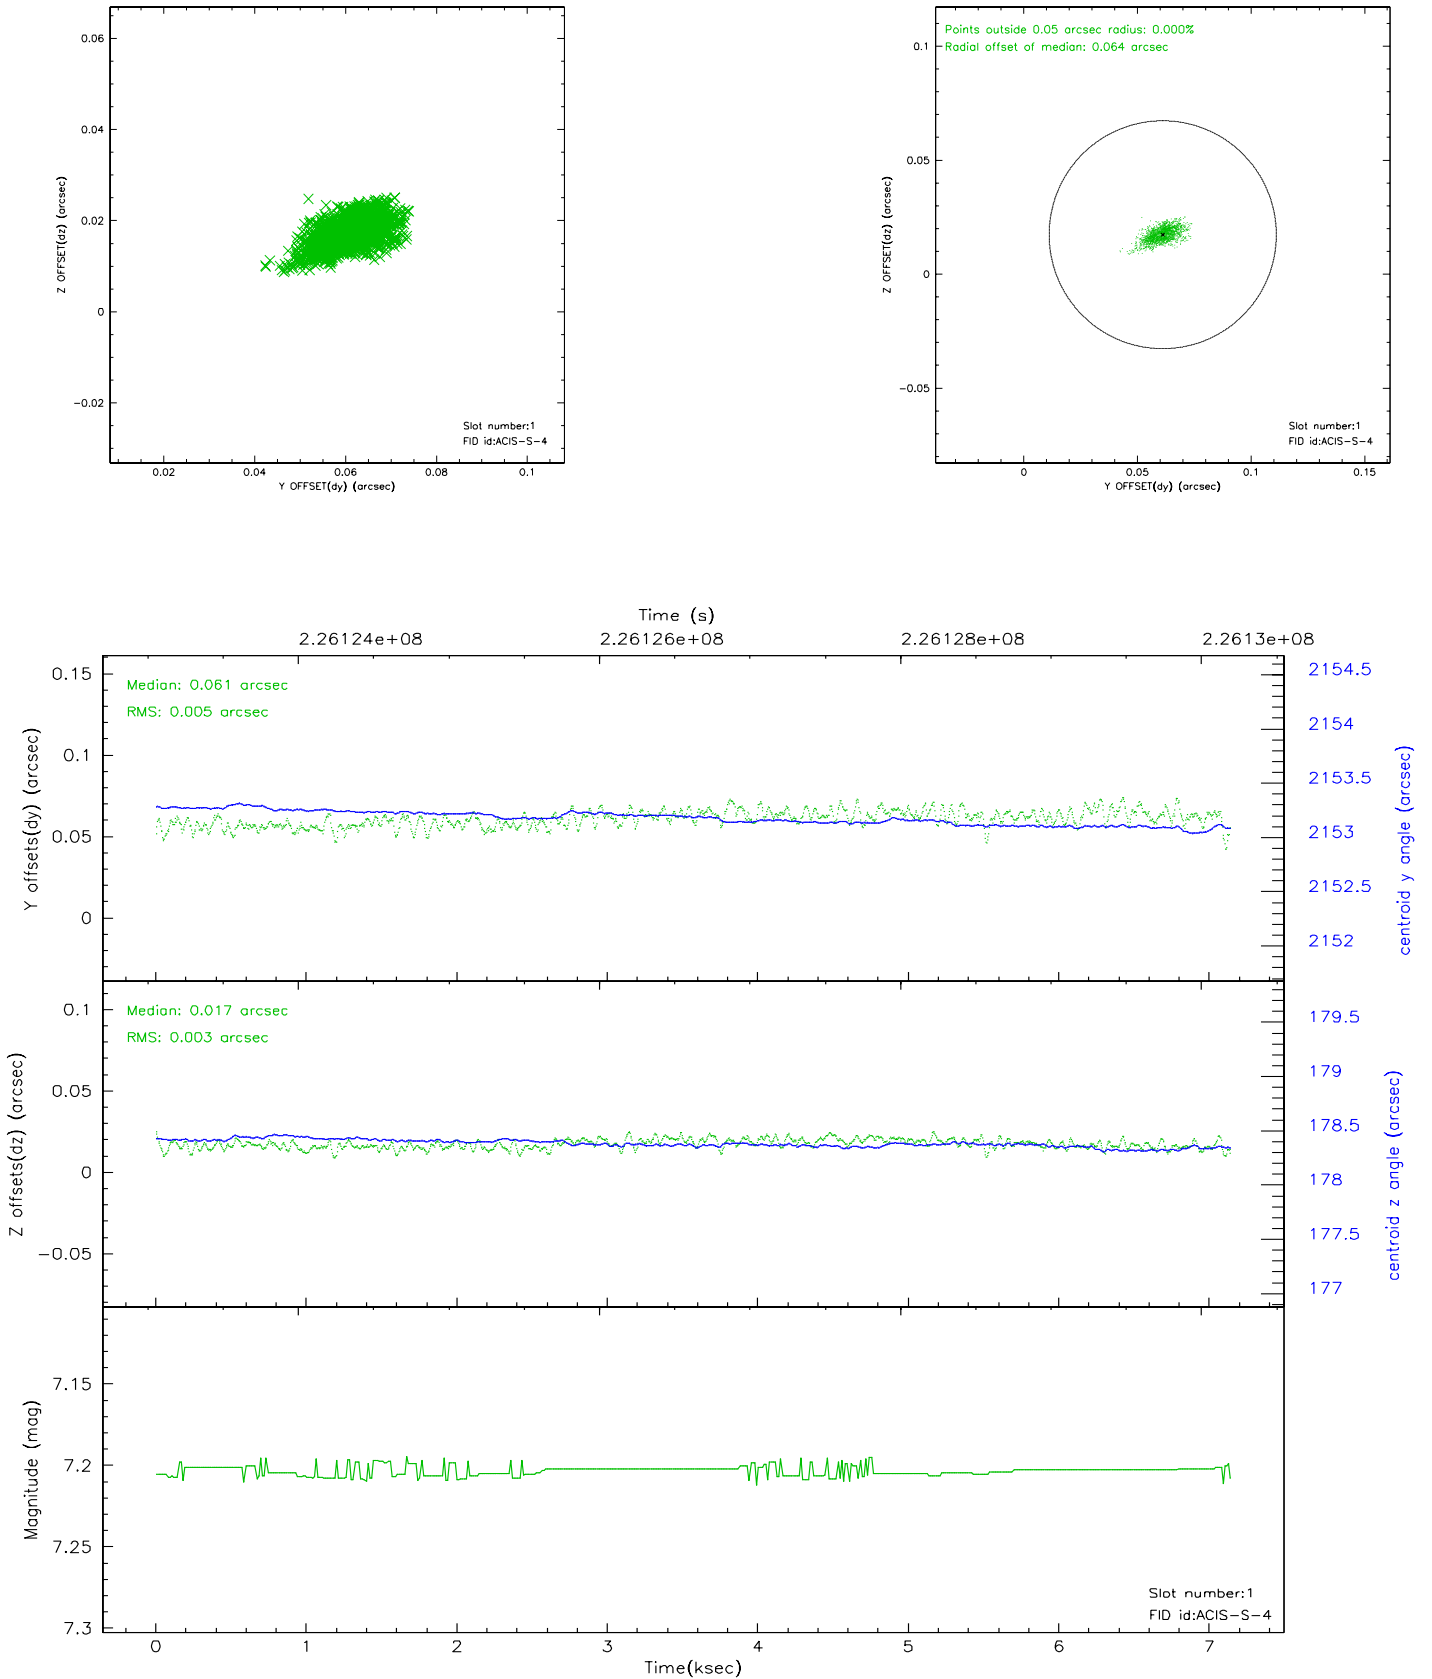 0.06
0.04
0.02
0
−0.02
Z OFFSET(dz) (arcsec)
Slot number:1
FID id:ACIS−S−4
0.02
0.04
0.06
0.08
0.1
Y OFFSET(dy) (arcsec)
Points outside 0.05 arcsec radius: 0.000%
Radial offset of median: 0.064 arcsec
0.1
0.05
0
−0.05
Z OFFSET(dz) (arcsec)
Slot number:1
FID id:ACIS−S−4
0
0.05
0.1
0.15
Y OFFSET(dy) (arcsec)
Time (s)
2.26124e+08
2.26126e+08
2.26128e+08
2.2613e+08
Median: 0.061 arcsec
RMS: 0.005 arcsec
0.15
0.1
0.05
0
Y offsets(dy) (arcsec)
2154.5
2154
2153.5
2153
2152.5
2152
centroid y angle (arcsec)
Median: 0.017 arcsec
RMS: 0.003 arcsec
0.1
0.05
0
−0.05
Z offsets(dz) (arcsec)
179.5
179
178.5
178
177.5
177
centroid z angle (arcsec)
7.15
7.2
7.25
7.3
Magnitude (mag)
Slot number:1
FID id:ACIS−S−4
0
1
2
3
4
5
6
7
Time(ksec)